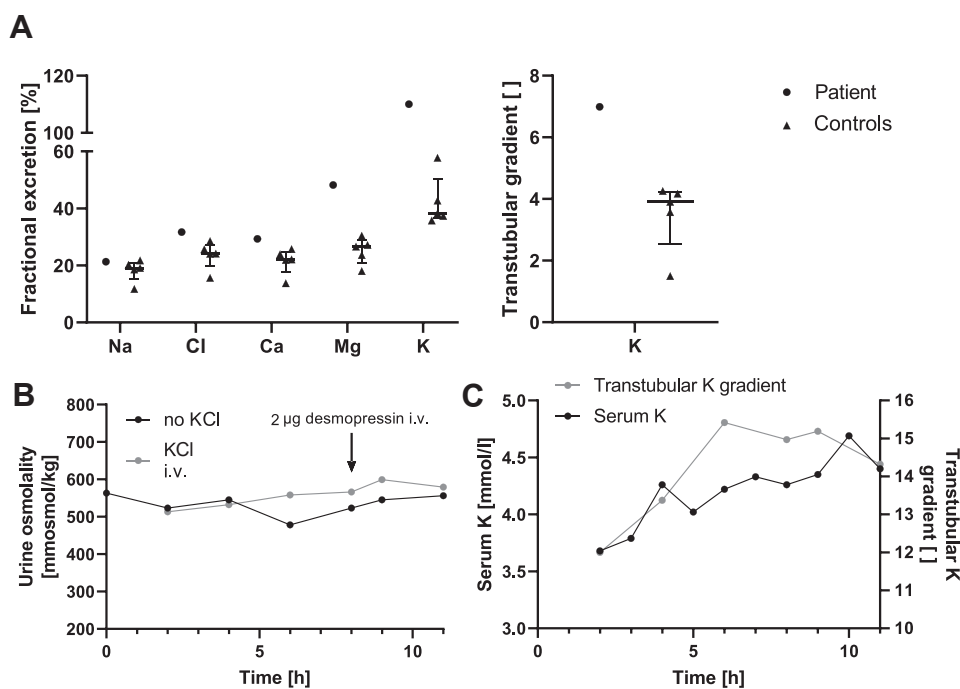 A
Fractional excretion [%]
120
100
60
40
20
0
Na Cl Ca Mg K
Transtubular gradient [ ]
8
6
4
2
0
K
Patient
Controls
B
Urine osmolality
[mmosmol/kg]
800
700
600
500
400
300
200
no KCl
KCl
i.v.
2 µg desmopressin i.v.
0 5 10
Time [h]
C
Transtubular K gradient
Serum K
Serum K [mmol/l]
5.0
4.5
4.0
3.5
3.0
16
15
14
13
12
11
10
Transtubular K
gradient [ ]
0 5 10
Time [h]